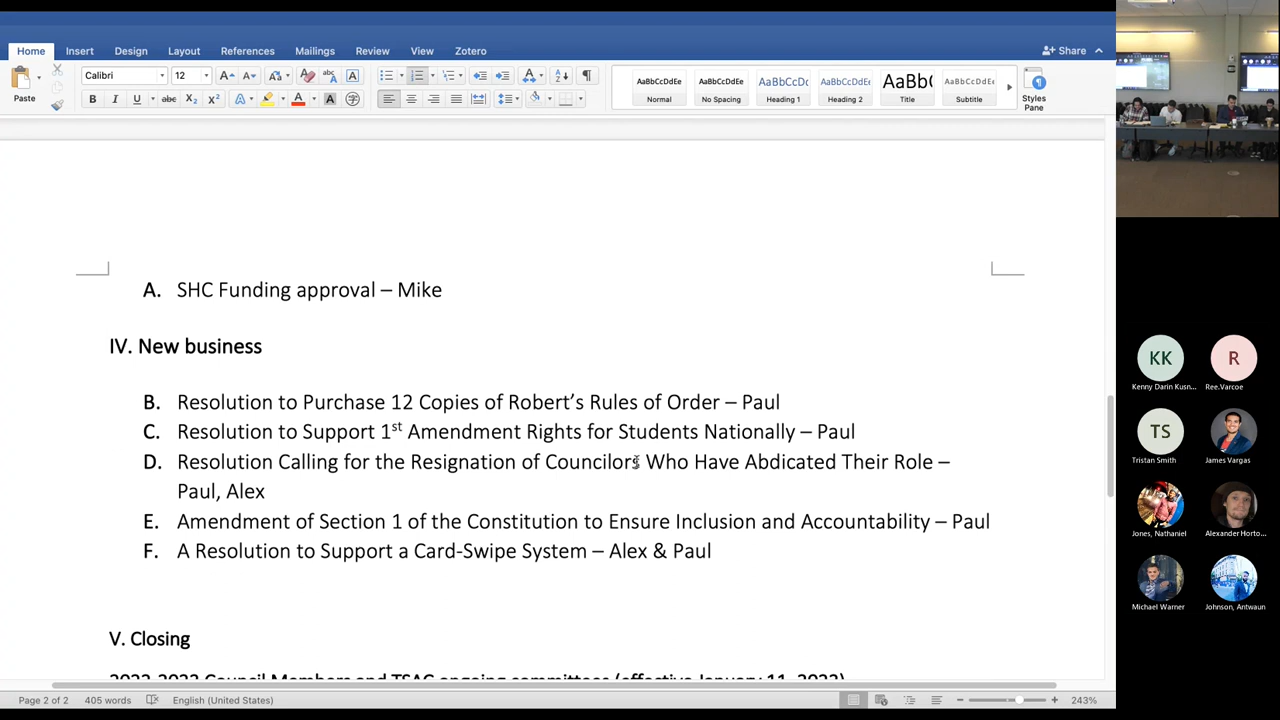 Home Insert Design Layout References Mailings Review View Zotero Share
Paste
Calibri 12
AaBbCcDdEe AaBbCcDdEe AaBbCcDc AaBbCcDdEe AaBb( AaBbCcDdEe
Normal No Spacing Heading 1 Heading 2 Title Subtitle
Styles Pane
A. SHC Funding approval – Mike
IV. New business
B. Resolution to Purchase 12 Copies of Robert’s Rules of Order – Paul
C. Resolution to Support 1st Amendment Rights for Students Nationally – Paul
D. Resolution Calling for the Resignation of Councilors Who Have Abdicated Their Role –
Paul, Alex
E. Amendment of Section 1 of the Constitution to Ensure Inclusion and Accountability – Paul
F. A Resolution to Support a Card-Swipe System – Alex & Paul
V. Closing
Page 2 of 2 405 words English (United States) 243%
KK R
Kenny Darin Kusn... Ree.Varcoe
TS
Tristan Smith James Vargas
Jones, Nathaniel Alexander Horto...
Michael Warner Johnson, Antwaun